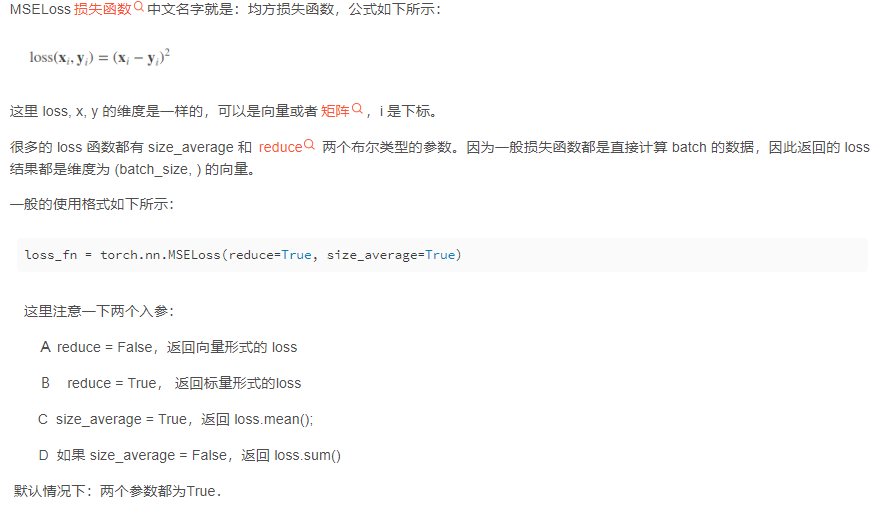 MSELoss 损失函数 中文名字就是：均方损失函数，公式如下所示：
loss(xᵢ, yᵢ) = (xᵢ − yᵢ)²
这里 loss, x, y 的维度是一样的，可以是向量或者 矩阵 ，i 是下标。
很多的 loss 函数都有 size_average 和 reduce 两个布尔类型的参数。因为一般损失函数都是直接计算 batch 的数据，因此返回的 loss
结果都是维度为 (batch_size, ) 的向量。
一般的使用格式如下所示：
loss_fn = torch.nn.MSELoss(reduce=True, size_average=True)
这里注意一下两个入参：
A reduce = False，返回向量形式的 loss
B reduce = True， 返回标量形式的loss
C size_average = True，返回 loss.mean();
D 如果 size_average = False，返回 loss.sum()
默认情况下：两个参数都为True.